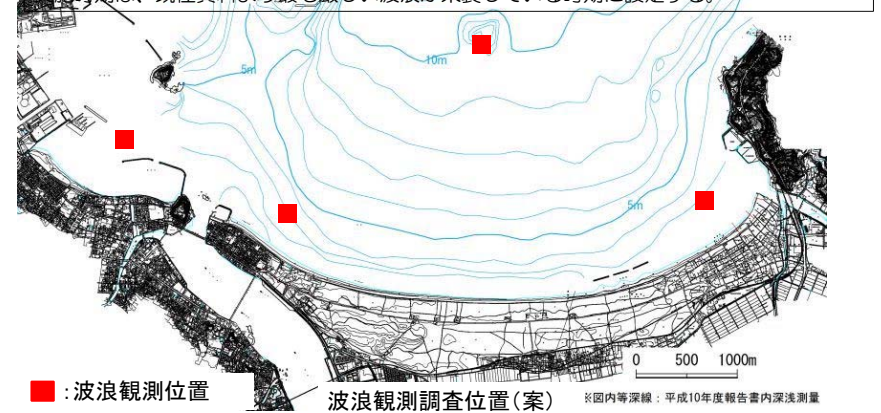 10m
5m
5m
0 500 1000m
:波浪観測位置
波浪観測調査位置(案)
※図内等深線:平成10年度報告書内深浅測量